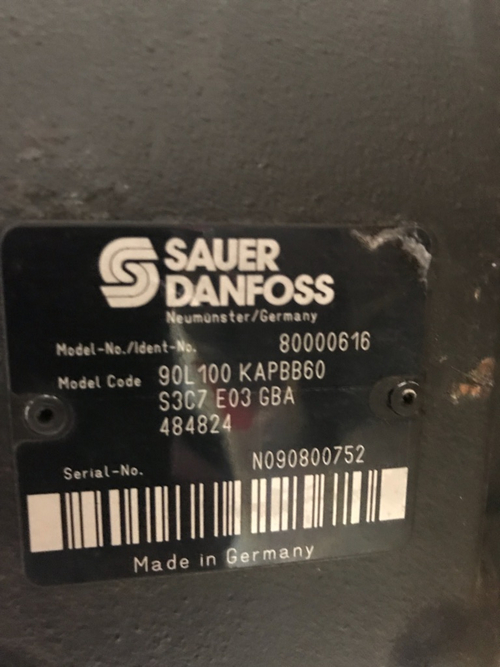 SAUER
DANFOSS
Neumünster/Germany
Model-No./Ident-No. 80000616
Model Code 90L100 KAPBB60
S3C7 E03 GBA
484824
Serial-No. N090800752
Made in Germany